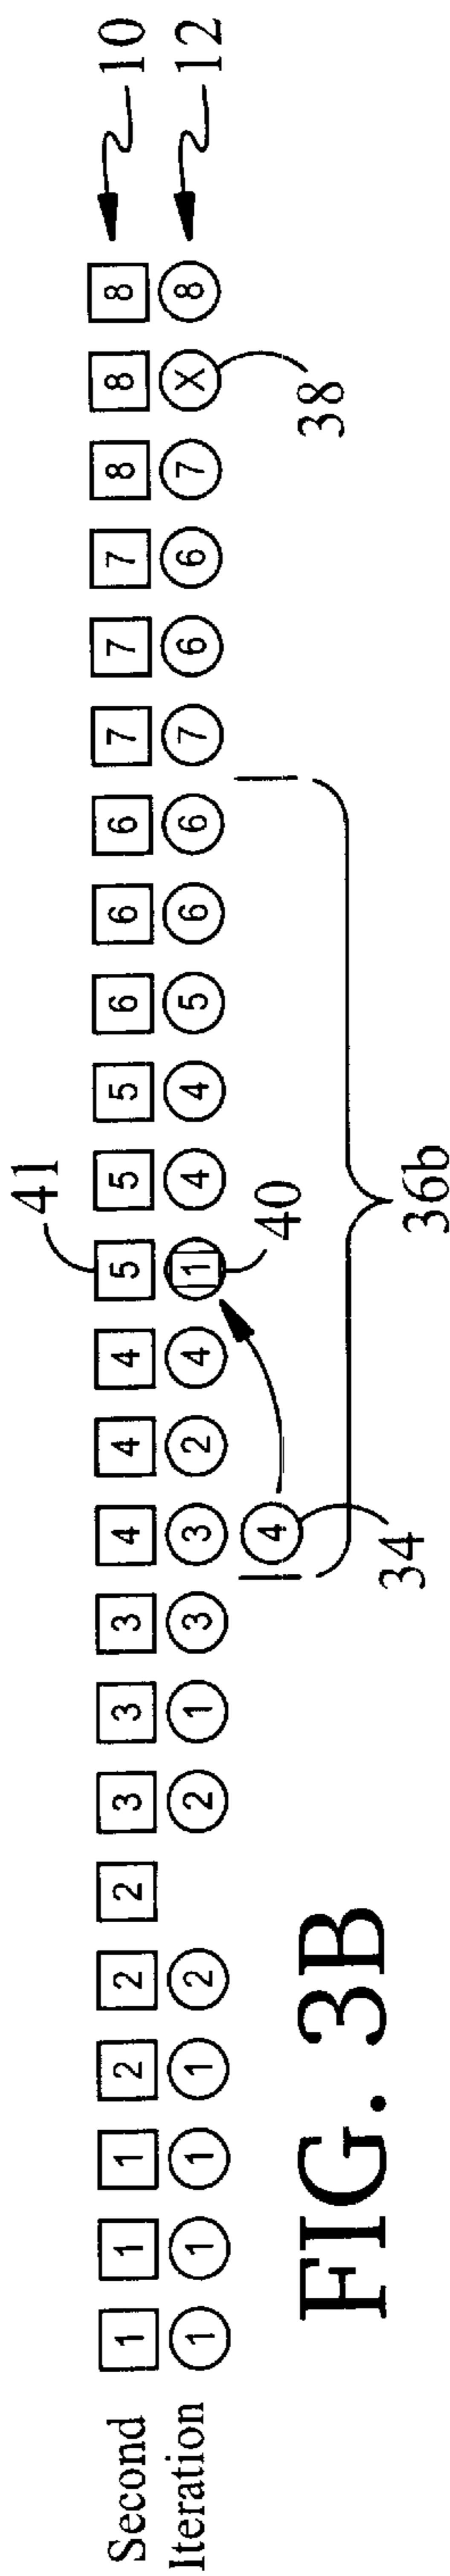 41
Second 1 1 1 2 2 2 3 3 3 4 4 4 5 5 5 6 6 6 7 7 7 8 8 8 10
Iteration 1 1 1 1 2 2 1 3 3 2 4 1 4 4 5 6 6 7 6 6 7 X 8 12
4
34 40 38
36b
FIG. 3B